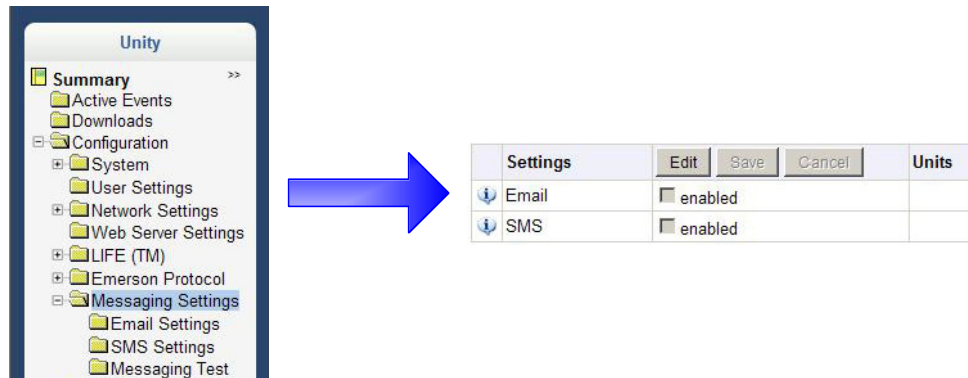 Unity
Summary >>
Active Events
Downloads
Configuration
System
User Settings
Network Settings
Web Server Settings
LIFE (TM)
Emerson Protocol
Messaging Settings
Email Settings
SMS Settings
Messaging Test
Settings Edit Save Cancel Units
Email enabled
SMS enabled